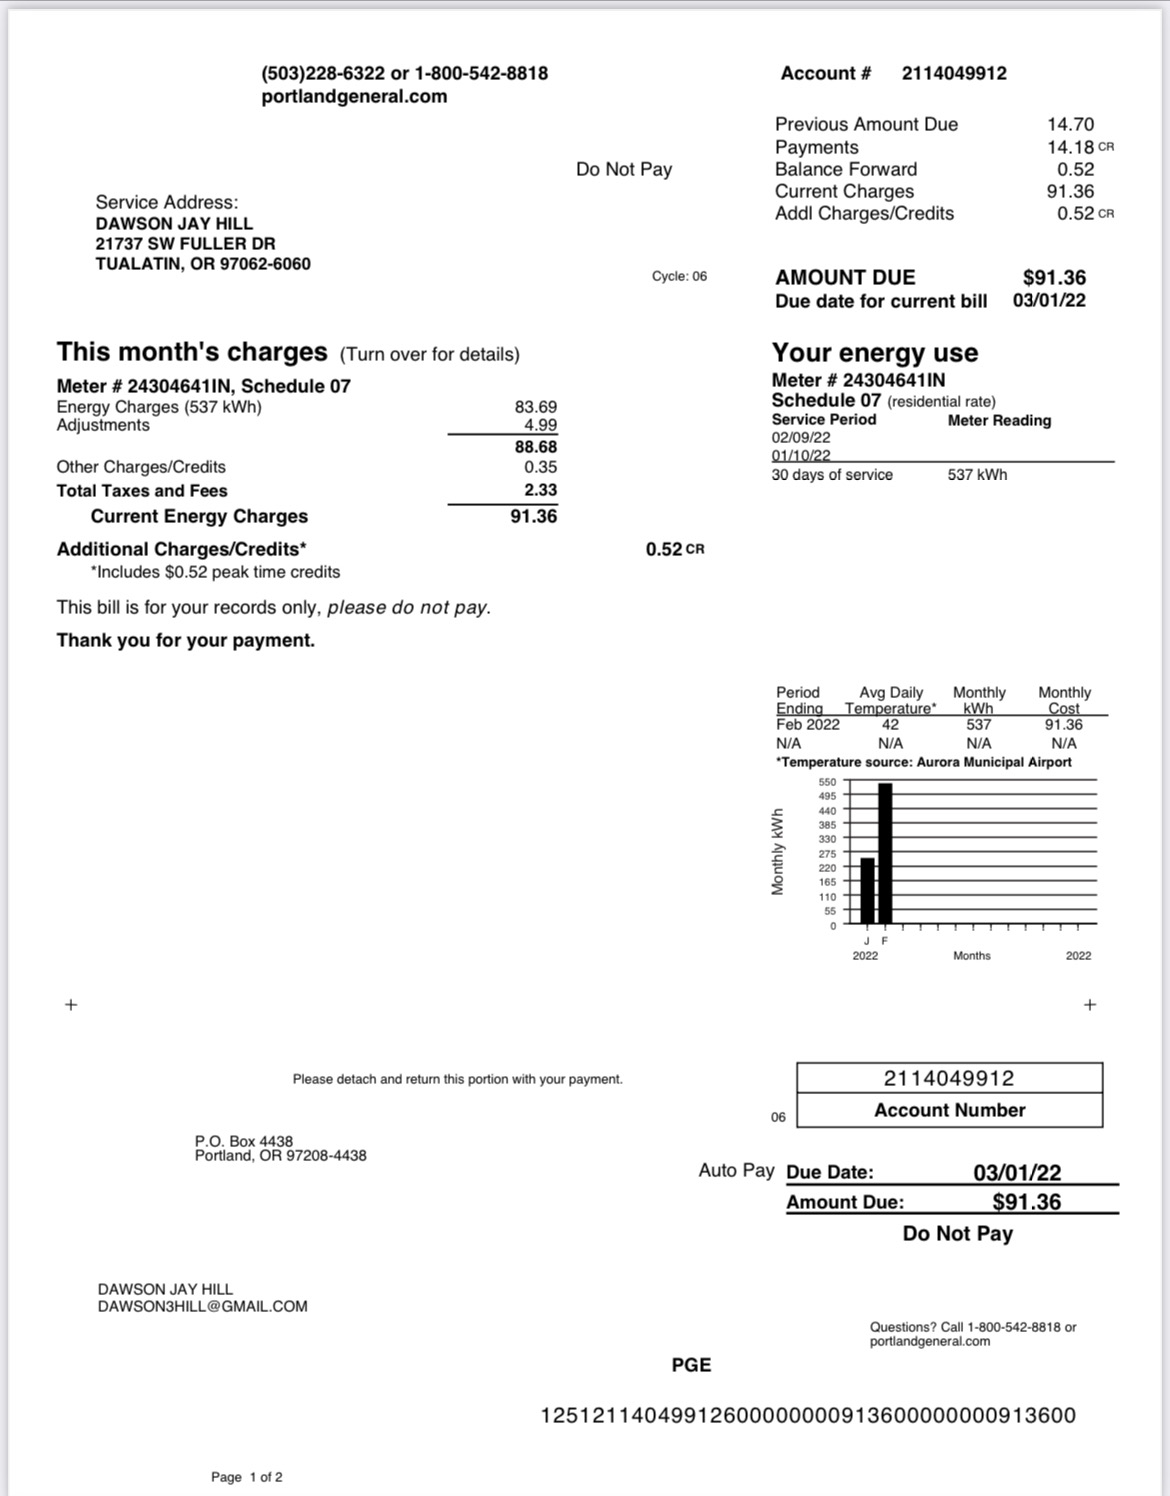 (503)228-6322 or 1-800-542-8818
portlandgeneral.com
Account # 2114049912
Previous Amount Due 14.70
Payments 14.18 CR
Balance Forward 0.52
Current Charges 91.36
Addl Charges/Credits 0.52 CR
Do Not Pay
Service Address:
DAWSON JAY HILL
21737 SW FULLER DR
TUALATIN, OR 97062-6060
Cycle: 06
AMOUNT DUE $91.36
Due date for current bill 03/01/22
This month's charges (Turn over for details)
Meter # 24304641IN, Schedule 07
Energy Charges (537 kWh) 83.69
Adjustments 4.99
88.68
Other Charges/Credits 0.35
Total Taxes and Fees 2.33
Current Energy Charges 91.36
Additional Charges/Credits* 0.52 CR
*Includes $0.52 peak time credits
This bill is for your records only, please do not pay.
Thank you for your payment.
Your energy use
Meter # 24304641IN
Schedule 07 (residential rate)
Service Period Meter Reading
02/09/22
01/10/22
30 days of service 537 kWh
Period Avg Daily Monthly Monthly
Ending Temperature* kWh Cost
Feb 2022 42 537 91.36
N/A N/A N/A N/A
*Temperature source: Aurora Municipal Airport
Monthly kWh
550
495
440
385
330
275
220
165
110
55
0
J F
2022 Months 2022
Please detach and return this portion with your payment.
2114049912
06 Account Number
P.O. Box 4438
Portland, OR 97208-4438
Auto Pay Due Date: 03/01/22
Amount Due: $91.36
Do Not Pay
DAWSON JAY HILL
DAWSON3HILL@GMAIL.COM
Questions? Call 1-800-542-8818 or
portlandgeneral.com
PGE
125121140499126000000009136000000000913600
Page 1 of 2